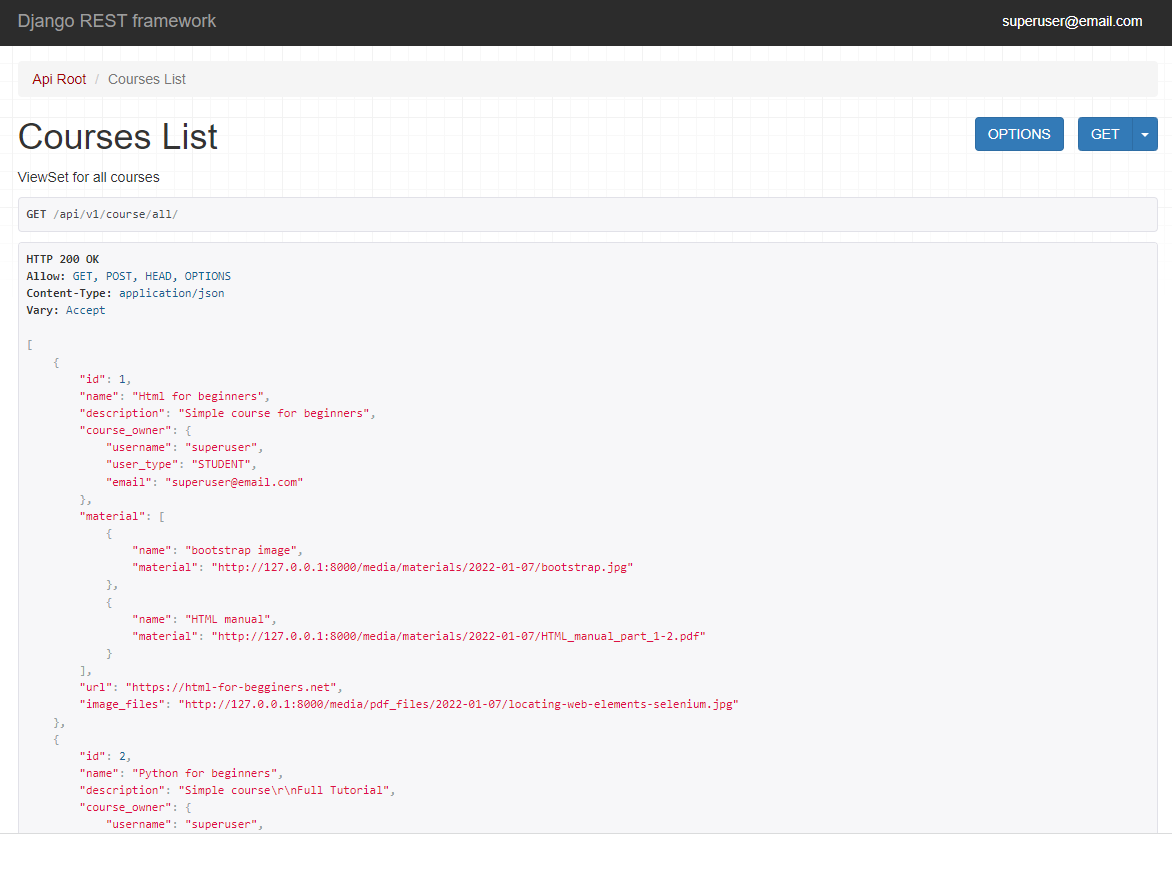 Django REST framework superuser@email.com
Api Root / Courses List
Courses List OPTIONS GET
ViewSet for all courses
GET /api/v1/course/all/
HTTP 200 OK
Allow: GET, POST, HEAD, OPTIONS
Content-Type: application/json
Vary: Accept
[
    {
        "id": 1,
        "name": "Html for beginners",
        "description": "Simple course for beginners",
        "course_owner": {
            "username": "superuser",
            "user_type": "STUDENT",
            "email": "superuser@email.com"
        },
        "material": [
            {
                "name": "bootstrap image",
                "material": "http://127.0.0.1:8000/media/materials/2022-01-07/bootstrap.jpg"
            },
            {
                "name": "HTML manual",
                "material": "http://127.0.0.1:8000/media/materials/2022-01-07/HTML_manual_part_1-2.pdf"
            }
        ],
        "url": "https://html-for-begginers.net",
        "image_files": "http://127.0.0.1:8000/media/pdf_files/2022-01-07/locating-web-elements-selenium.jpg"
    },
    {
        "id": 2,
        "name": "Python for beginners",
        "description": "Simple course\r\nFull Tutorial",
        "course_owner": {
            "username": "superuser",